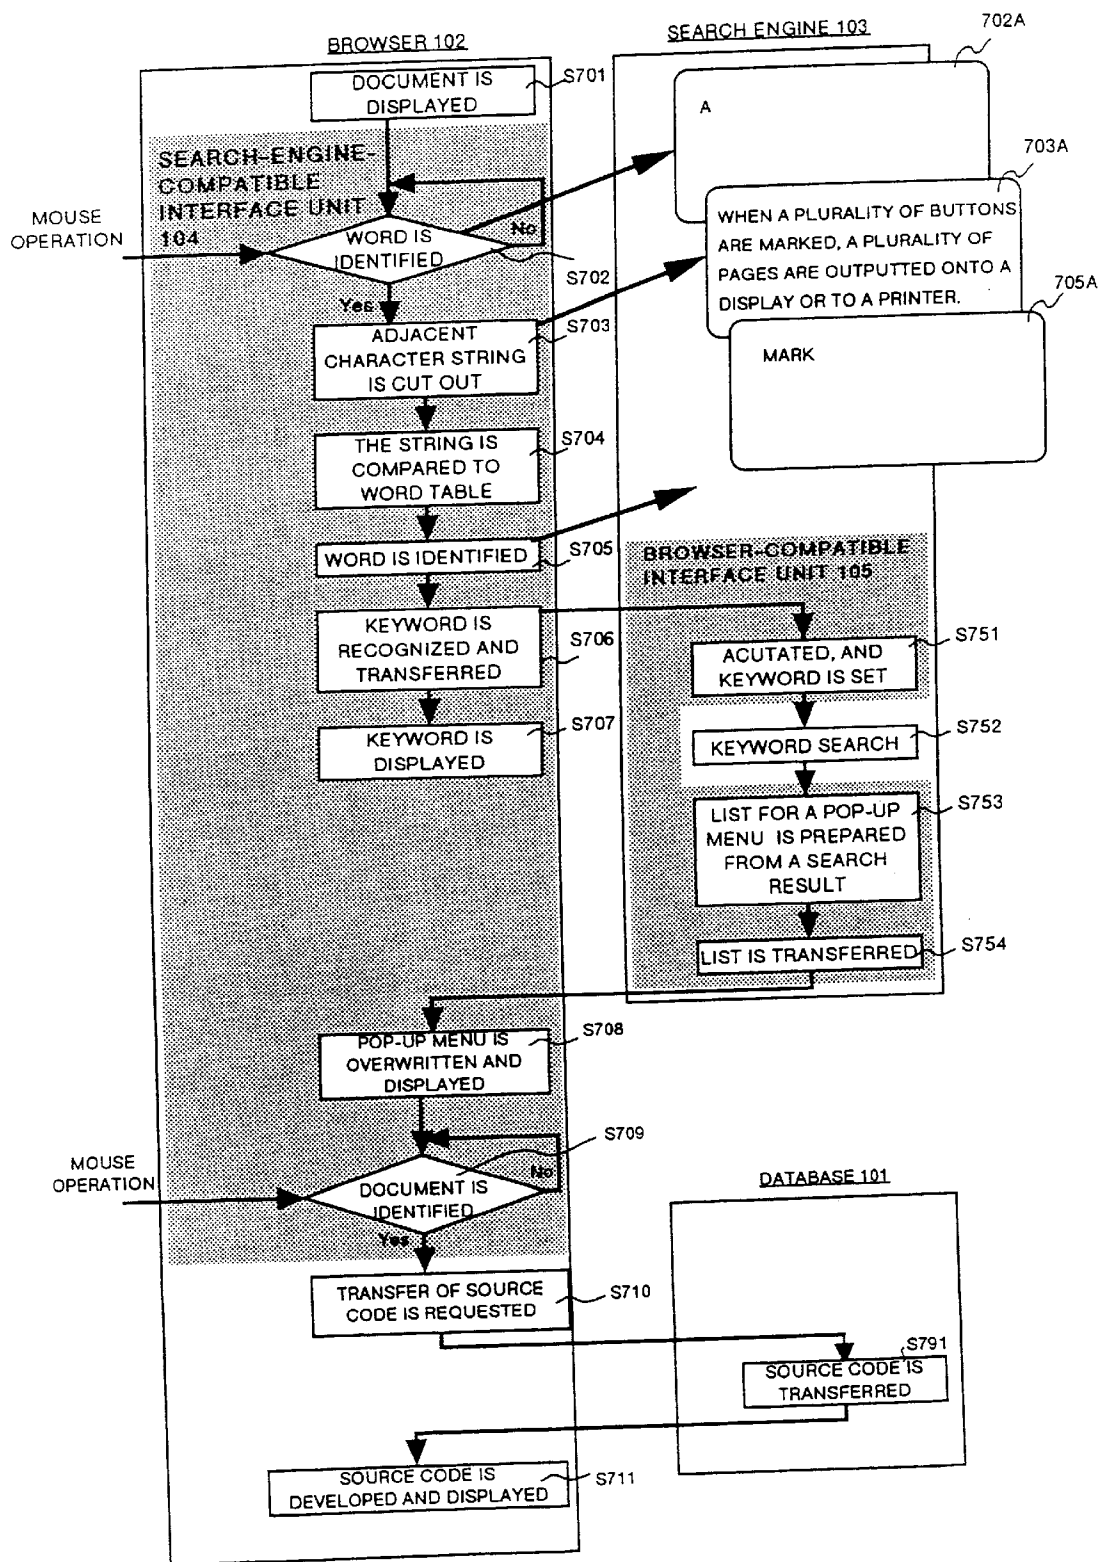 BROWSER 102
SEARCH ENGINE 103
702A
S701
DOCUMENT IS
DISPLAYED
A
SEARCH-ENGINE-
COMPATIBLE
INTERFACE UNIT
104
703A
MOUSE
OPERATION
WORD IS
IDENTIFIED
No
S702
Yes
WHEN A PLURALITY OF BUTTONS
ARE MARKED, A PLURALITY OF
PAGES ARE OUTPUTTED ONTO A
DISPLAY OR TO A PRINTER.
705A
S703
ADJACENT
CHARACTER STRING
IS CUT OUT
MARK
S704
THE STRING IS
COMPARED TO
WORD TABLE
WORD IS IDENTIFIED
S705
BROWSER-COMPATIBLE
INTERFACE UNIT 105
KEYWORD IS
RECOGNIZED AND
TRANSFERRED
S706
S751
ACUTATED, AND
KEYWORD IS SET
S707
KEYWORD IS
DISPLAYED
S752
KEYWORD SEARCH
S753
LIST FOR A POP-UP
MENU IS PREPARED
FROM A SEARCH
RESULT
S754
LIST IS TRANSFERRED
S708
POP-UP MENU IS
OVERWRITTEN AND
DISPLAYED
S709
MOUSE
OPERATION
No
DOCUMENT IS
IDENTIFIED
Yes
DATABASE 101
TRANSFER OF SOURCE
CODE IS REQUESTED
S710
S791
SOURCE CODE IS
TRANSFERRED
SOURCE CODE IS
DEVELOPED AND DISPLAYED
S711